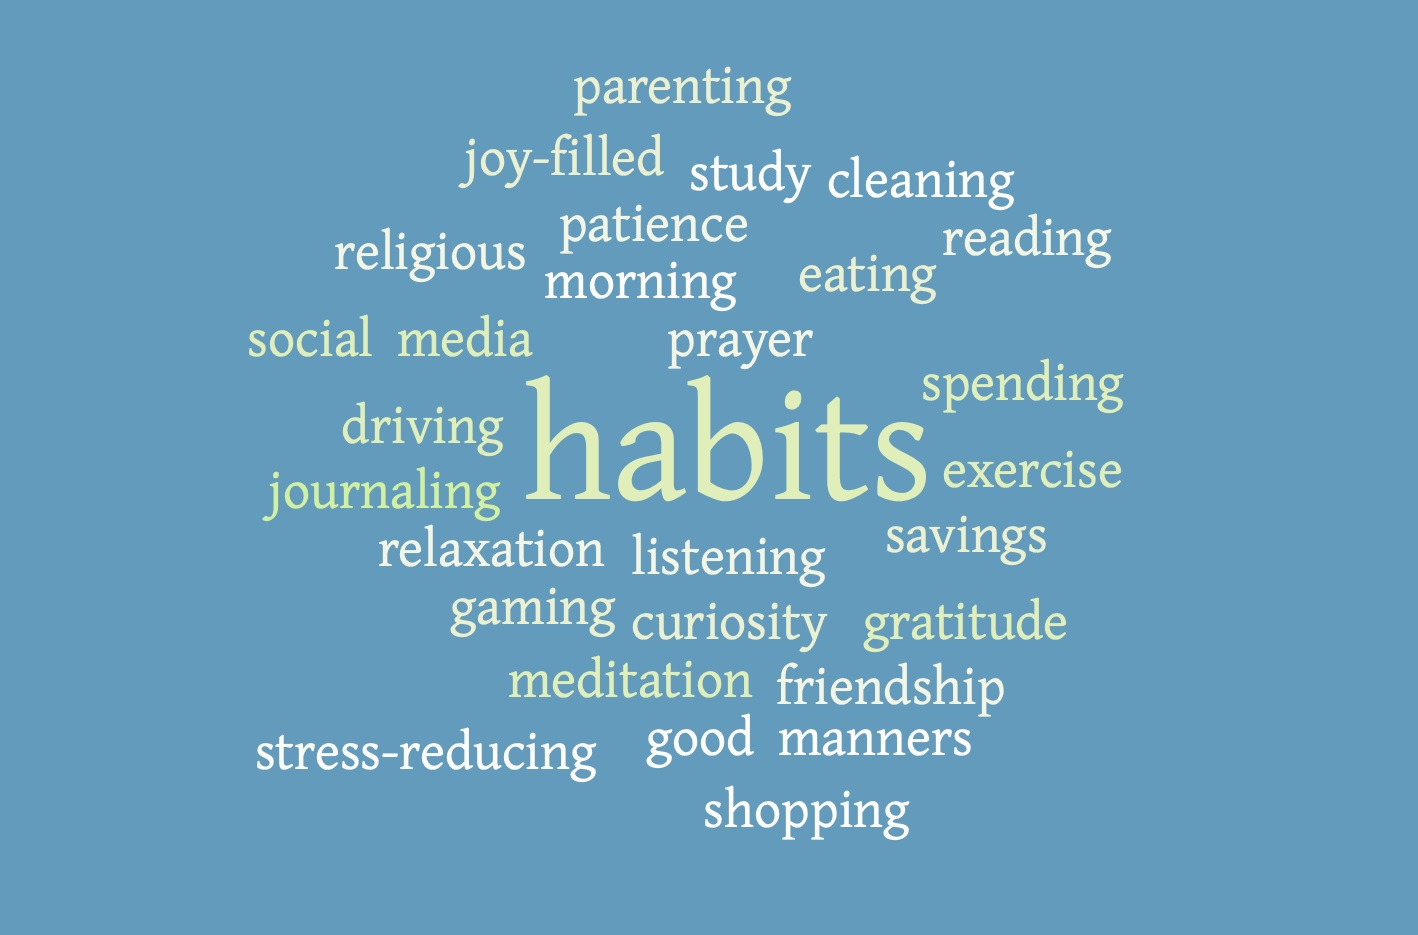 parenting
joy-filled study cleaning
patience
religious reading
morning eating
social media prayer
spending
driving
habits
exercise
journaling
savings
relaxation listening
gaming curiosity gratitude
meditation friendship
stress-reducing good manners
shopping